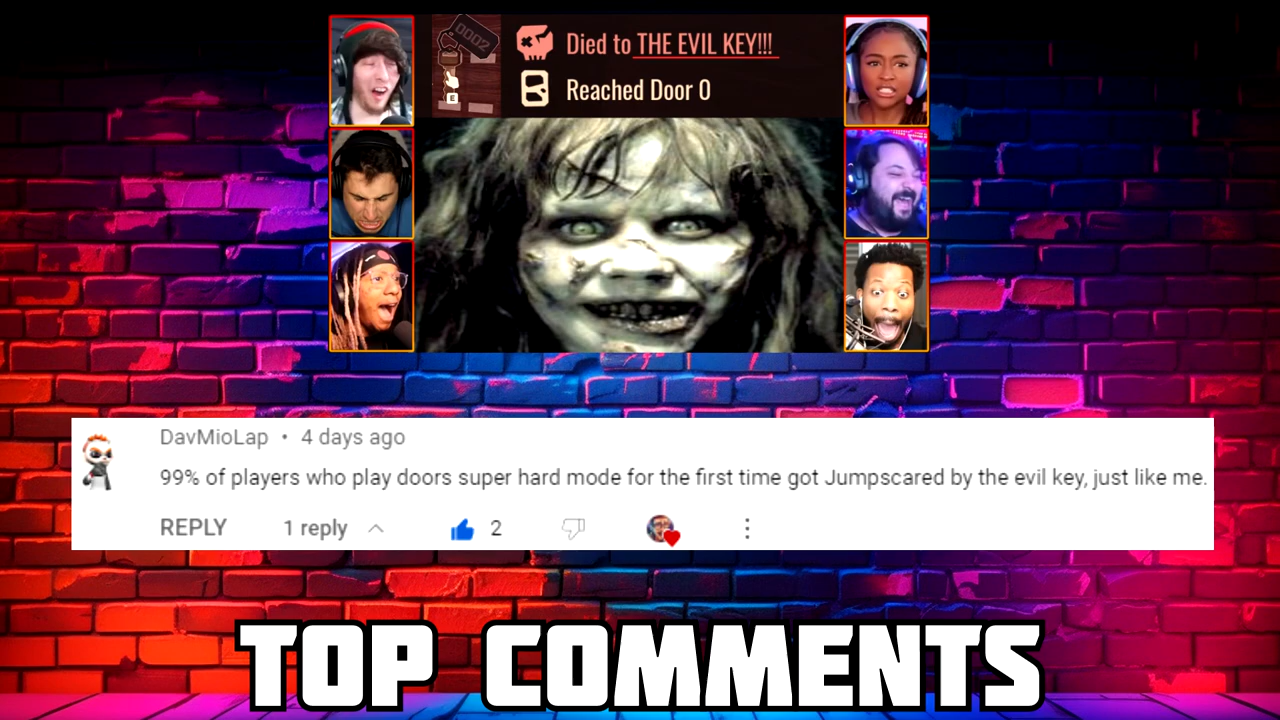 0002
Died to THE EVIL KEY!!!
E
Reached Door 0
DavMioLap • 4 days ago
99% of players who play doors super hard mode for the first time got Jumpscared by the evil key, just like me.
REPLY 1 reply 2
TOP COMMENTS